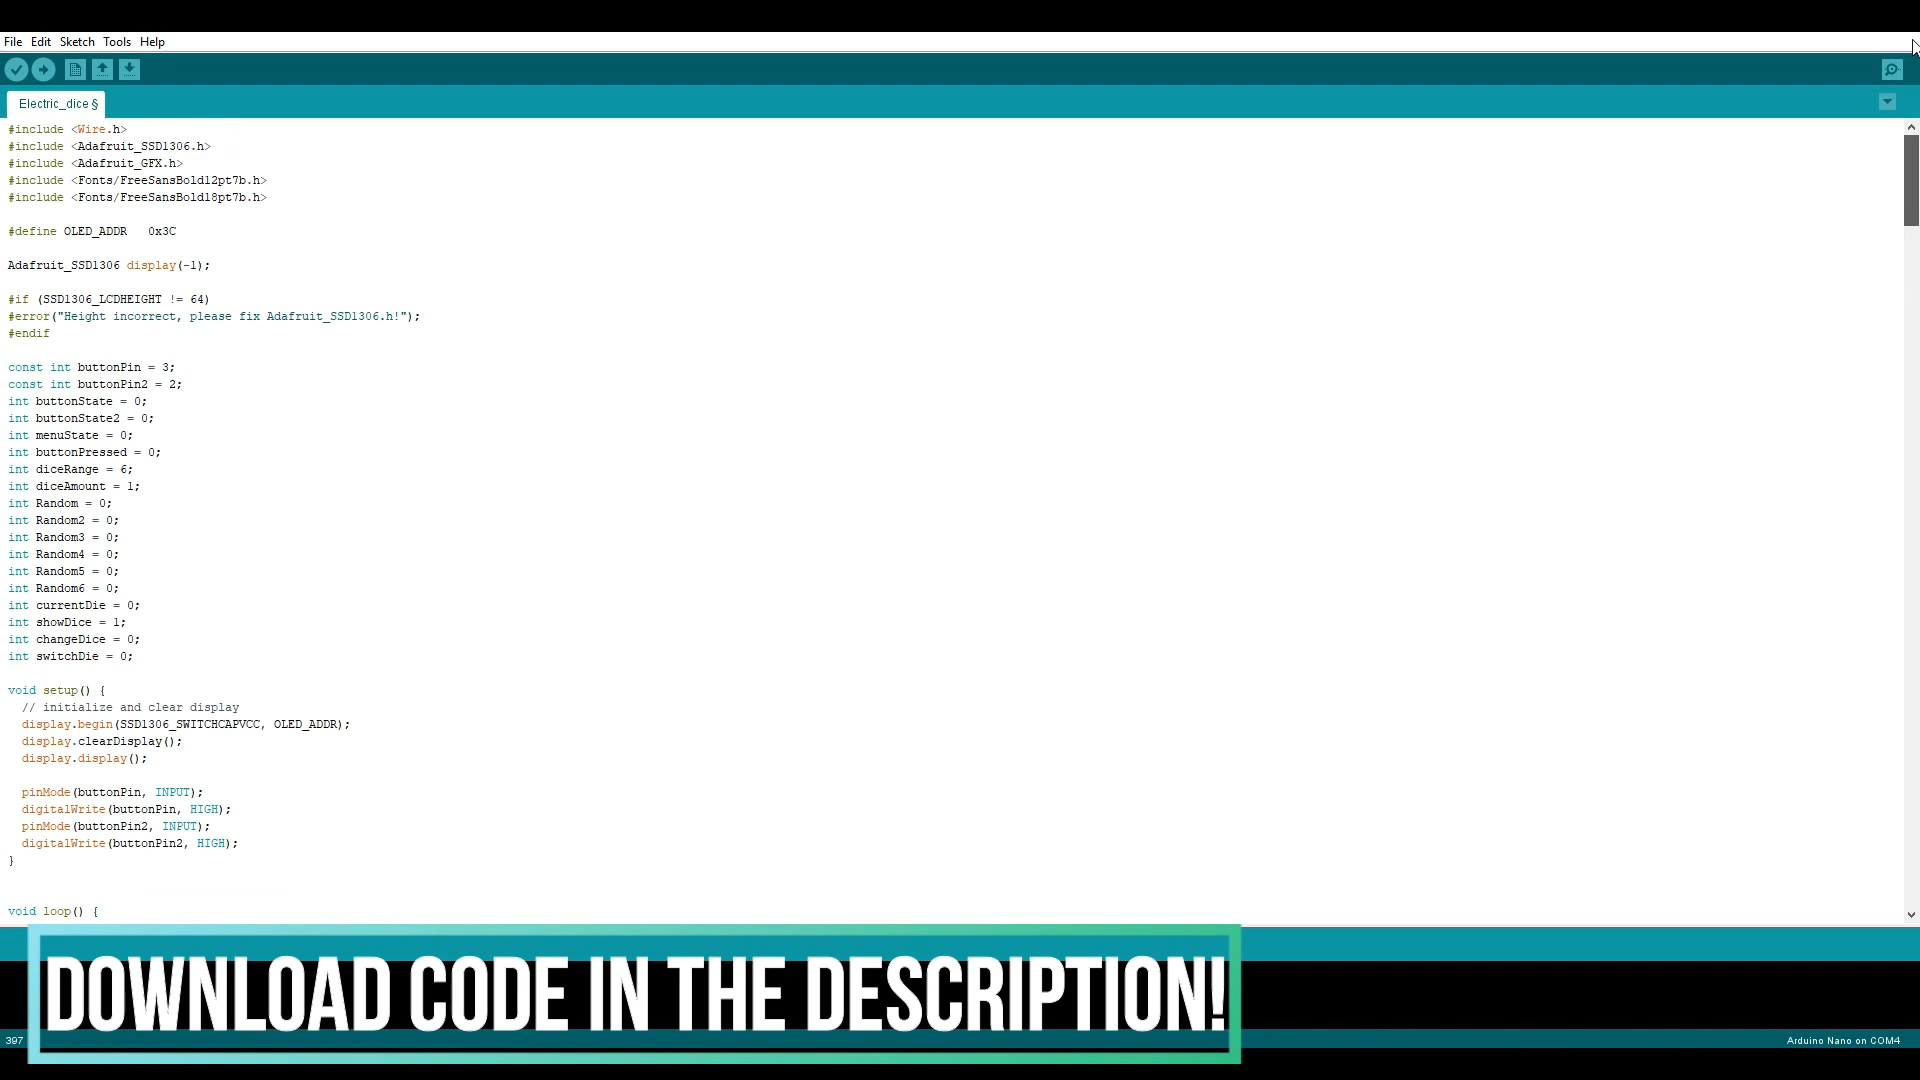 File Edit Sketch Tools Help
Electric_dice §
#include <Wire.h>
#include <Adafruit_SSD1306.h>
#include <Adafruit_GFX.h>
#include <Fonts/FreeSansBold12pt7b.h>
#include <Fonts/FreeSansBold18pt7b.h>
#define OLED_ADDR   0x3C
Adafruit_SSD1306 display(-1);
#if (SSD1306_LCDHEIGHT != 64)
#error("Height incorrect, please fix Adafruit_SSD1306.h!");
#endif
const int buttonPin = 3;
const int buttonPin2 = 2;
int buttonState = 0;
int buttonState2 = 0;
int menuState = 0;
int buttonPressed = 0;
int diceRange = 6;
int diceAmount = 1;
int Random = 0;
int Random2 = 0;
int Random3 = 0;
int Random4 = 0;
int Random5 = 0;
int Random6 = 0;
int currentDie = 0;
int showDice = 1;
int changeDice = 0;
int switchDie = 0;
void setup() {
  // initialize and clear display
  display.begin(SSD1306_SWITCHCAPVCC, OLED_ADDR);
  display.clearDisplay();
  display.display();
  pinMode(buttonPin, INPUT);
  digitalWrite(buttonPin, HIGH);
  pinMode(buttonPin2, INPUT);
  digitalWrite(buttonPin2, HIGH);
}
void loop() {
DOWNLOAD CODE IN THE DESCRIPTION!
397
Arduino Nano on COM4